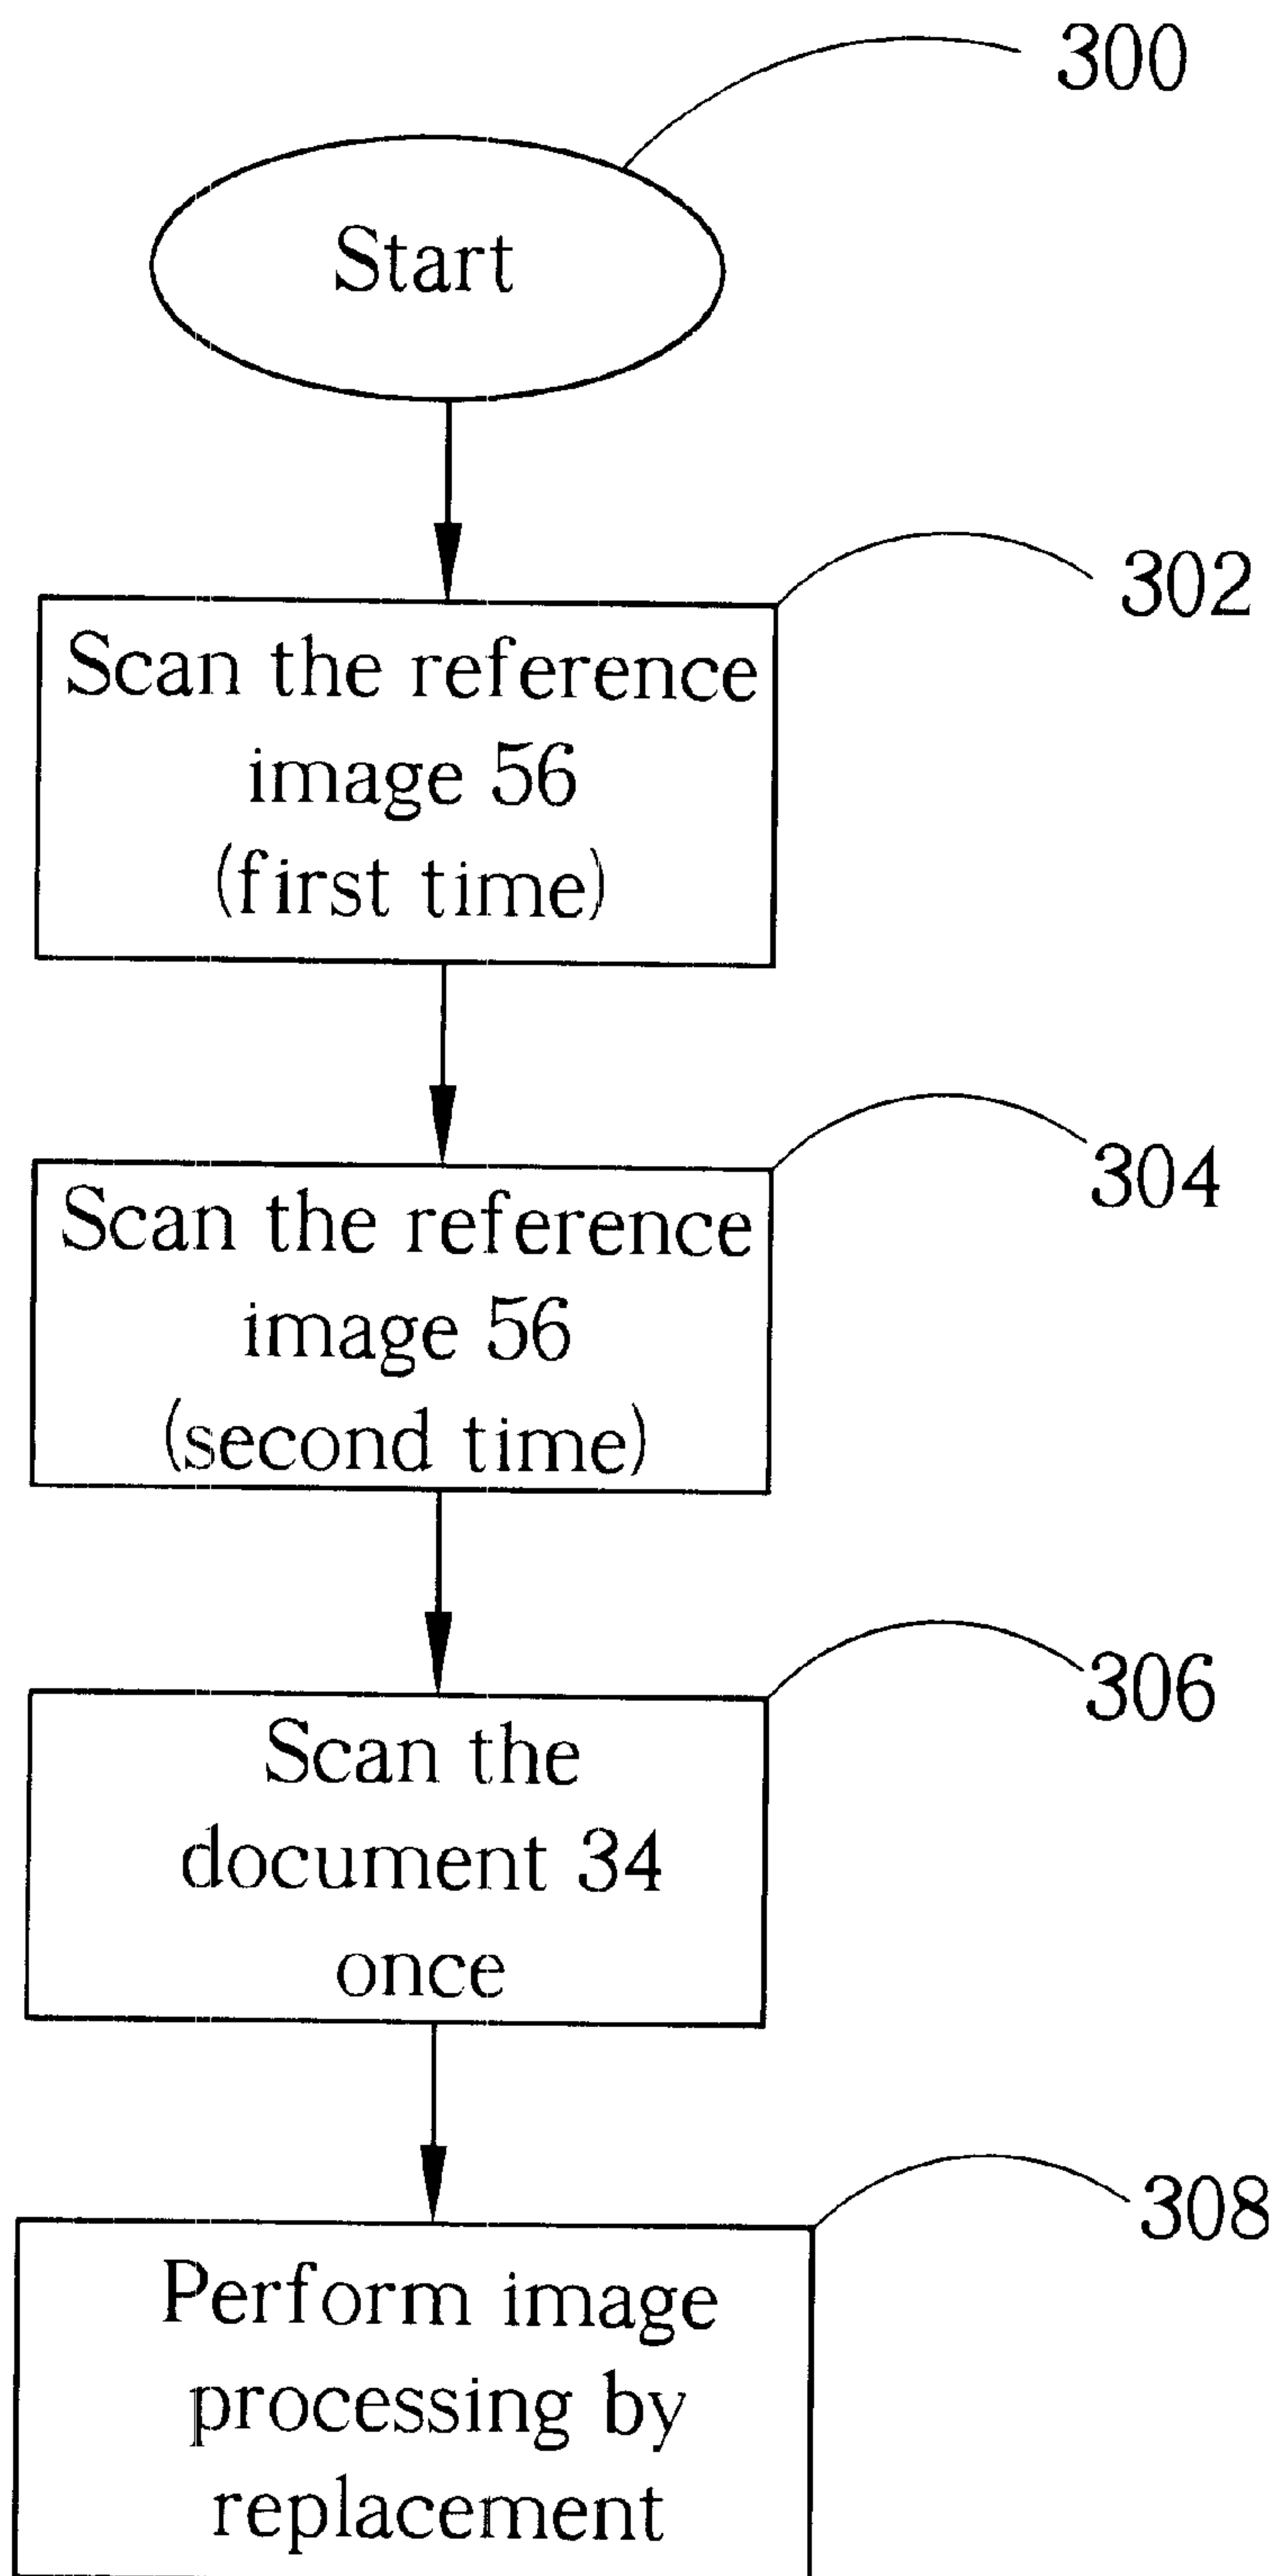 300
Start
302
Scan the reference
image 56
(first time)
304
Scan the reference
image 56
(second time)
306
Scan the
document 34
once
308
Perform image
processing by
replacement